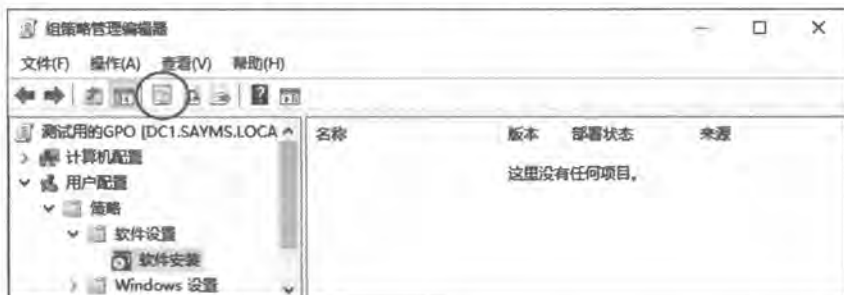 组策略管理编辑器
文件(F) 操作(A) 查看(V) 帮助(H)
测试用的GPO [DC1.SAYMS.LOCA
名称 版本 部署状态 来源
计算机配置
这里没有任何项目。
用户配置
策略
软件设置
软件安装
Windows 设置